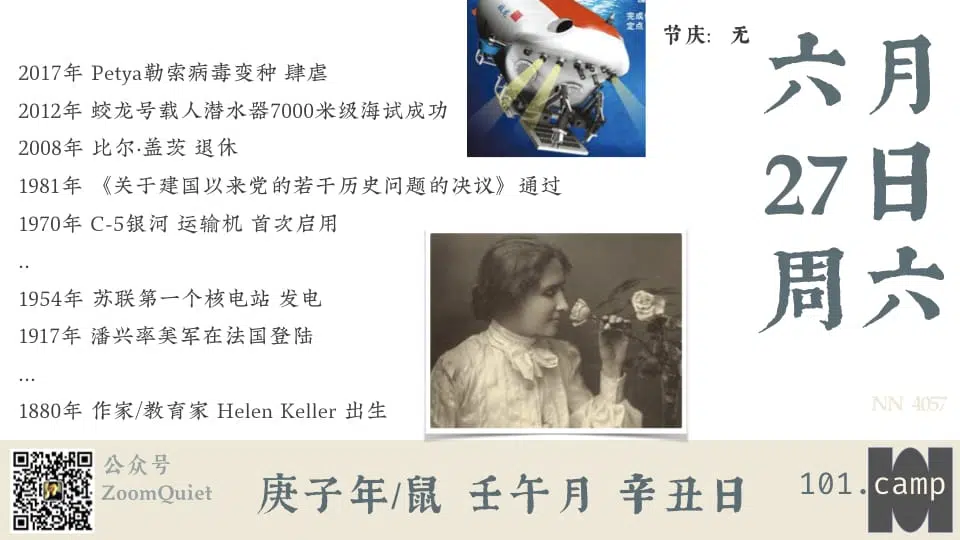 完成
定点
节庆: 无
六月
27日
周六
2017年 Petya勒索病毒变种 肆虐
2012年 蛟龙号载人潜水器7000米级海试成功
2008年 比尔·盖茨 退休
1981年 《关于建国以来党的若干历史问题的决议》通过
1970年 C-5银河 运输机 首次启用
..
1954年 苏联第一个核电站 发电
1917年 潘兴率美军在法国登陆
...
1880年 作家/教育家 Helen Keller 出生
NN 4057
公众号
ZoomQuiet
庚子年/鼠 壬午月 辛丑日
101.camp